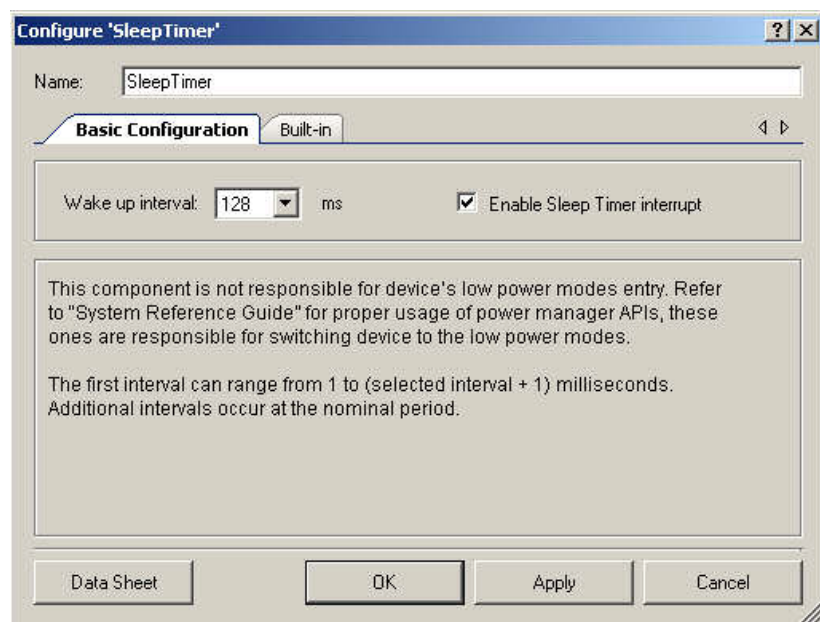 Configure 'SleepTimer'
Name: SleepTimer
Basic Configuration Built-in
Wake up interval: 128 ms Enable Sleep Timer interrupt
This component is not responsible for device's low power modes entry. Refer
to "System Reference Guide" for proper usage of power manager APIs, these
ones are responsible for switching device to the low power modes.
The first interval can range from 1 to (selected interval + 1) milliseconds.
Additional intervals occur at the nominal period.
Data Sheet OK Apply Cancel